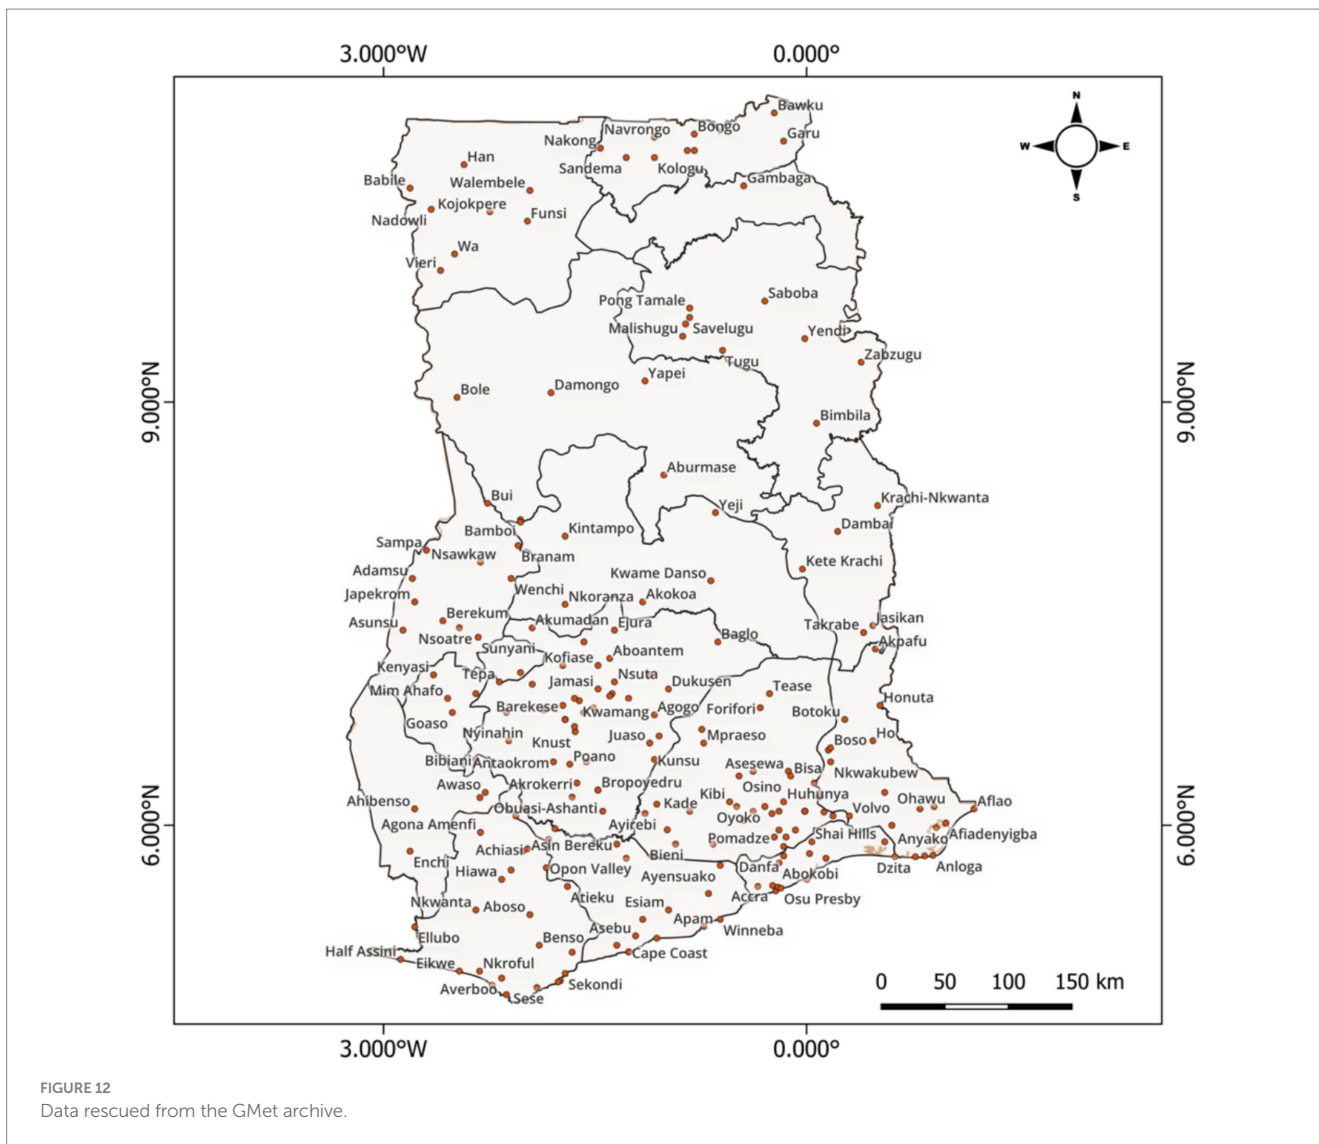 3.000°W 0.000°
N
W E
S
Bawku
Navrongo Bongo
Nakong Garu
Han Sandema Kologu
Babile Walembele Gambaga
Kojokpere
Nadowli Funsi
Wa
Vieri
Pong Tamale Saboba
Malishugu Savelugu Yendi
Tugu Zabzugu
9.000°N 9.000°N
Yapei
Bole Damongo
Bimbila
Aburmase
Bui Yeji Krachi-Nkwanta
Bamboi Kintampo Dambai
Sampa Nsawkaw Branam
Adamsu Kwame Danso Kete Krachi
Japekrom Wenchi Nkoranza Akokoa
Asunsu Berekum Akumadan Ejura Takrabe Jasikan
Nsoatre Sunyani Baglo Akpafu
Kenyasi Tepa Kofiase Aboantem
Mim Ahafo Jamasi Nsuta Dukusen Tease
Goaso Barekese Kwamang Agogo Forifori Botoku Honuta
Nyinahin Knust Juaso Mpraeso Boso Ho
Bibiani Antaokrom Poano Kunsu Asesewa Bisa Nkwakubew
Awaso Akrokerri Bropoyedru Kibi Osino Huhunya
Ahibenso Obuasi-Ashanti Kade Oyoko Volvo Ohawu Aflao
6.000°N 6.000°N
Agona Amenfi Ayirebi Pomadze Shai Hills Anyako Afiadenyigba
Enchi Achiasi Asin Bereku Bieni Danfa Dzita Anloga
Hiawa Opon Valley Ayensuako Abokobi
Nkwanta Aboso Atieku Esiam Accra Osu Presby
Ellubo Asebu Apam Winneba
Half Assini Benso Cape Coast
Eikwe Nkroful
Averboo Sese Sekondi
0 50 100 150 km
3.000°W 0.000°
FIGURE 12
Data rescued from the GMet archive.